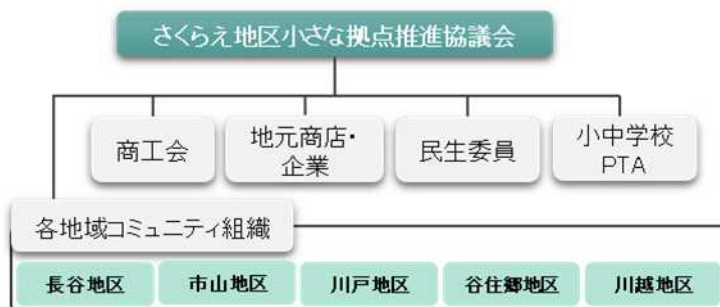 さくらえ地区小さな拠点推進協議会
商工会
地元商店・
企業
民生委員
小中学校
PTA
各地域コミュニティ組織
長谷地区
市山地区
川戸地区
谷住郷地区
川越地区